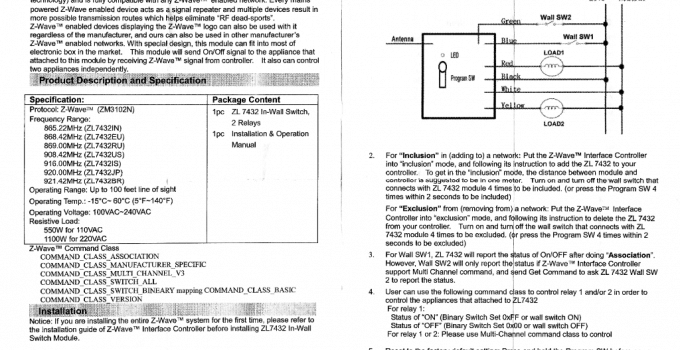 powered Z-Wave enabled device acts as a signal repeater and multiple devices result in
more possible transmission routes which helps eliminate "RF dead-sports".
Z-Wave™ enabled devices displaying the Z-Wave™ logo can also be used with it
regardless of the manufacturer, and ours can also be used in other manufacturer's
Z-Wave™ enabled networks. With special design, this module can fit into most of
electronic box in the market. This module will send On/Off signal to the appliance that
attached to this module by receiving Z-Wave™ signal from controller. It also can control
two appliances independently.
Product Description and Specification
Specification:
Protocol: Z-Wave™ (ZM3102N)
Frequency Range:
865.22MHz (ZL7432IN)
868.42MHz (ZL7432EU)
869.00MHz (ZL7432RU)
908.42MHz (ZL7432US)
916.00MHz (ZL7432IS)
920.00MHz (ZL7432JP)
921.42MHz (ZL7432BR)
Operating Range: Up to 100 feet line of sight
Operating Temp.: -15°C~ 60°C (5°F~140°F)
Operating Voltage: 100VAC~240VAC
Resistive Load:
550W for 110VAC
1100W for 220VAC
Package Content
1pc ZL 7432 In-Wall Switch,
2 Relays
1pc Installation & Operation
Manual
Z-Wave™ Command Class
COMMAND_CLASS_ASSOCIATION
COMMAND_CLASS_MANUFACTURER_SPECIFIC
COMMAND_CLASS_MULTI_CHANNEL_V3
COMMAND_CLASS_SWITCH_ALL
COMMAND_CLASS_SWITCH_BINEARY mapping COMMAND_CLASS_BASIC
COMMAND_CLASS_VERSION
Installation
Notice: If you are installing the entire Z-Wave™ system for the first time, please refer to
the installation guide of Z-Wave™ Interface Controller before installing ZL7432 In-Wall
Switch Module.
Green
Wall SW2
Antenna
Blue
Wall SW1
LED
Red
LOAD1
Program SW
Black
White
Yellow
LOAD2
2. For "Inclusion" in (adding to) a network: Put the Z-Wave™ Interface Controller
into "inclusion" mode, and following its instruction to add the ZL 7432 to your
controller. To get in the "inclusion" mode, the distance between module and
controller is suggested to be in one meter. Turn on and turn off the wall switch that
connects with ZL 7432 module 4 times to be included. (or press the Program SW 4
times within 2 seconds to be included)
For "Exclusion" from (removing from) a network: Put the Z-Wave™ Interface
Controller into "exclusion" mode, and following its instruction to delete the ZL 7432
from your controller. Turn on and turn off the wall switch that connects with ZL
7432 module 4 times to be excluded. (or press the Program SW 4 times within 2
seconds to be excluded)
3. For Wall SW1, ZL 7432 will report the status of On/OFF after doing "Association".
However, Wall SW2 will only report the status if Z-Wave™ Interface Controller
support Multi Channel command, and send Get Command to ask ZL 7432 Wall SW
2 to report the status.
4. User can use the following command class to control relay 1 and/or 2 in order to
control the appliances that attached to ZL7432
For relay 1:
Status of "ON" (Binary Switch Set 0xFF or wall switch ON)
Status of "OFF" (Binary Switch Set 0x00 or wall switch OFF)
For relay 1 or 2: Please use Multi Channel command class to control